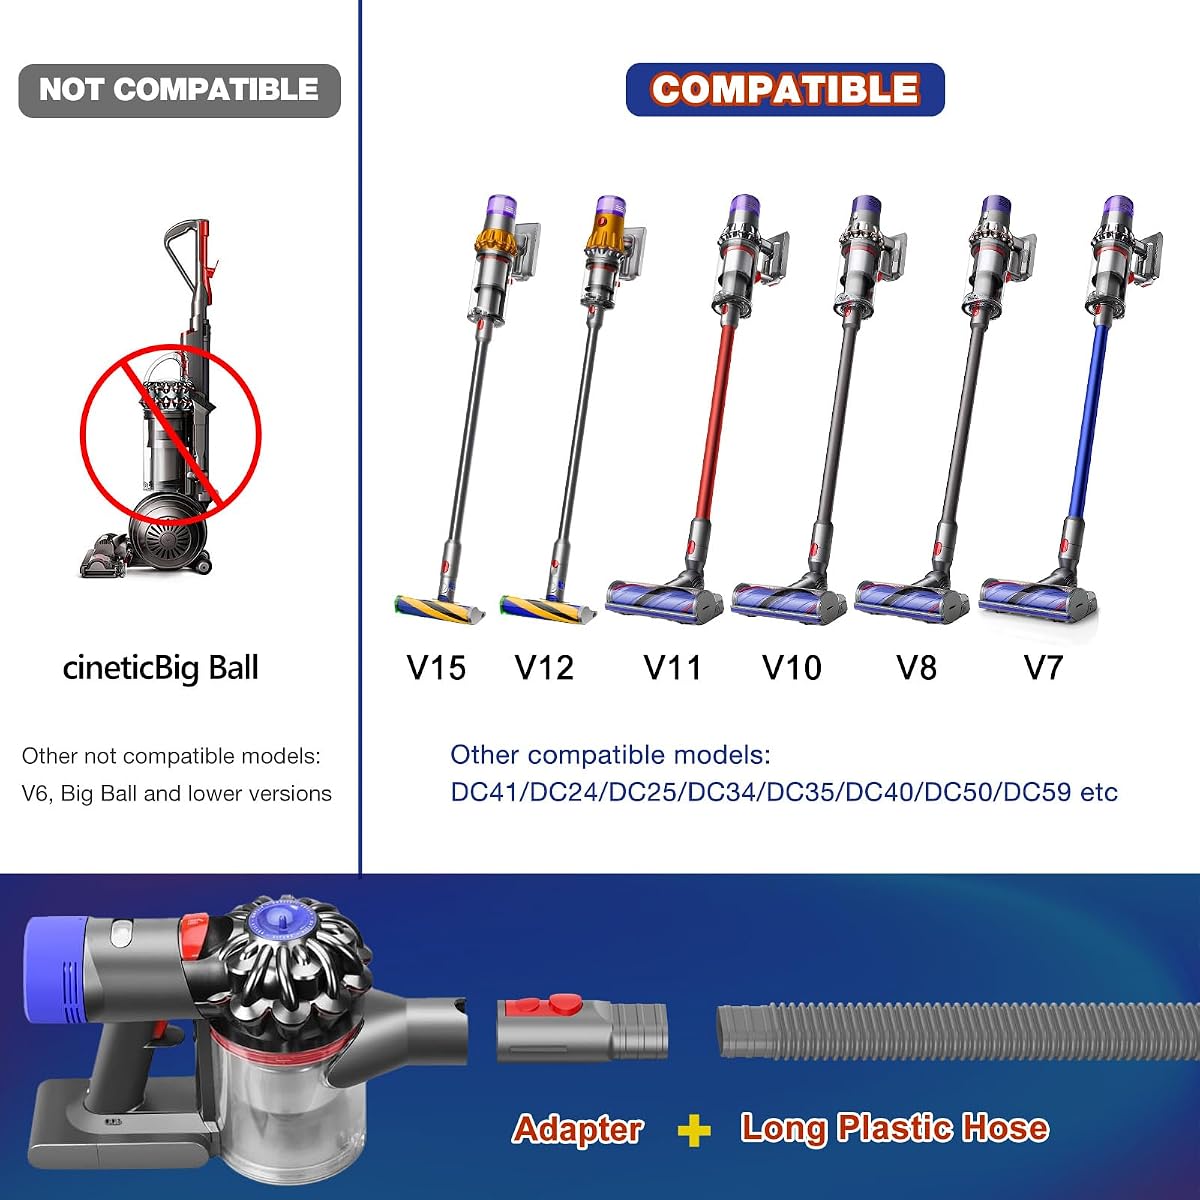 NOT COMPATIBLE
COMPATIBLE
cineticBig Ball
V15 V12 V11 V10 V8 V7
Other not compatible models:
V6, Big Ball and lower versions
Other compatible models:
DC41/DC24/DC25/DC34/DC35/DC40/DC50/DC59 etc
Adapter + Long Plastic Hose